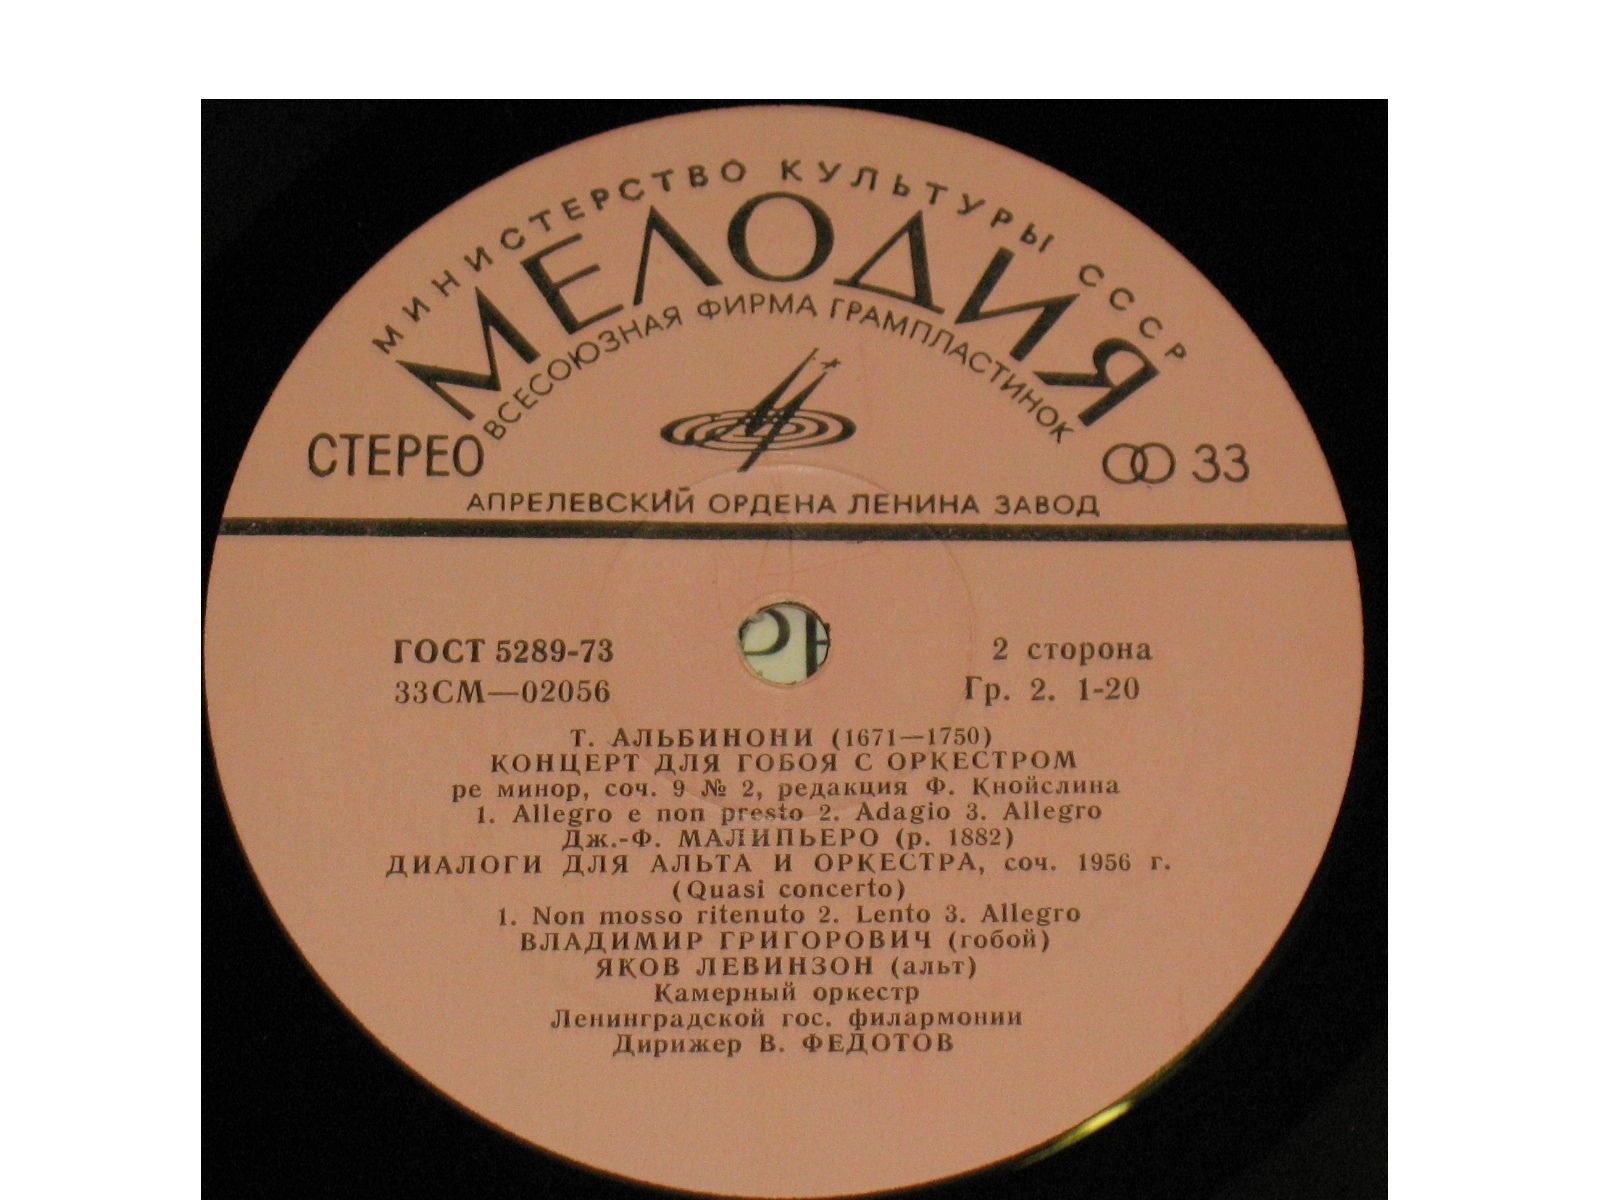 МИНИСТЕРСТВО КУЛЬТУРЫ СССР
МЕЛОДИЯ
ВСЕСОЮЗНАЯ ФИРМА ГРАМПЛАСТИНОК
СТЕРЕО
33
АПРЕЛЕВСКИЙ ОРДЕНА ЛЕНИНА ЗАВОД
ГОСТ 5289-73
2 сторона
33СМ—02056
Гр. 2. 1-20
Т. АЛЬБИНОНИ (1671—1750)
КОНЦЕРТ ДЛЯ ГОБОЯ С ОРКЕСТРОМ
ре минор, соч. 9 № 2, редакция Ф. Кнойслина
1. Allegro e non presto 2. Adagio 3. Allegro
Дж.-Ф. МАЛИПЬЕРО (р. 1882)
ДИАЛОГИ ДЛЯ АЛЬТА И ОРКЕСТРА, соч. 1956 г.
(Quasi concerto)
1. Non mosso ritenuto 2. Lento 3. Allegro
ВЛАДИМИР ГРИГОРОВИЧ (гобой)
ЯКОВ ЛЕВИНЗОН (альт)
Камерный оркестр
Ленинградской гос. филармонии
Дирижер В. ФЕДОТОВ